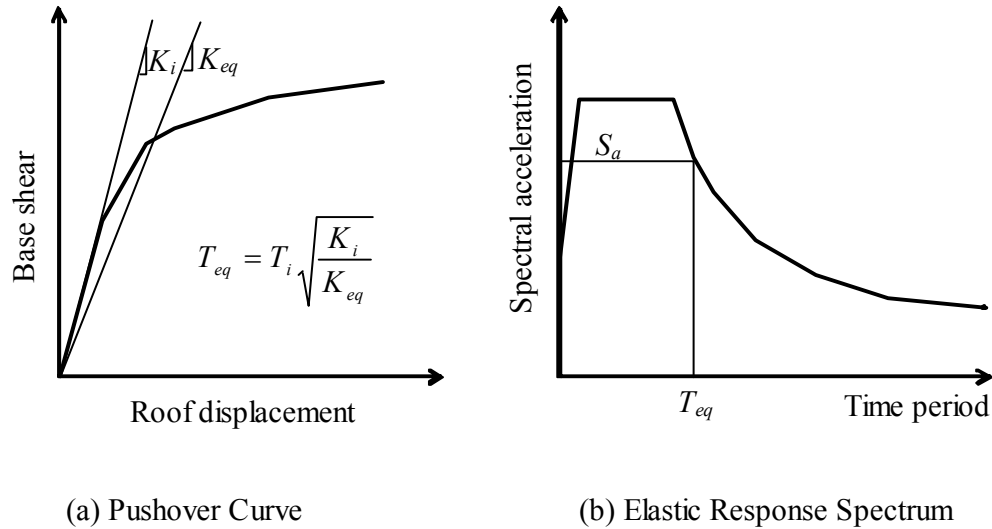 K_i K_eq
Base shear
T_eq = T_i √(K_i / K_eq)
Roof displacement
(a) Pushover Curve
Spectral acceleration
S_a
T_eq
Time period
(b) Elastic Response Spectrum